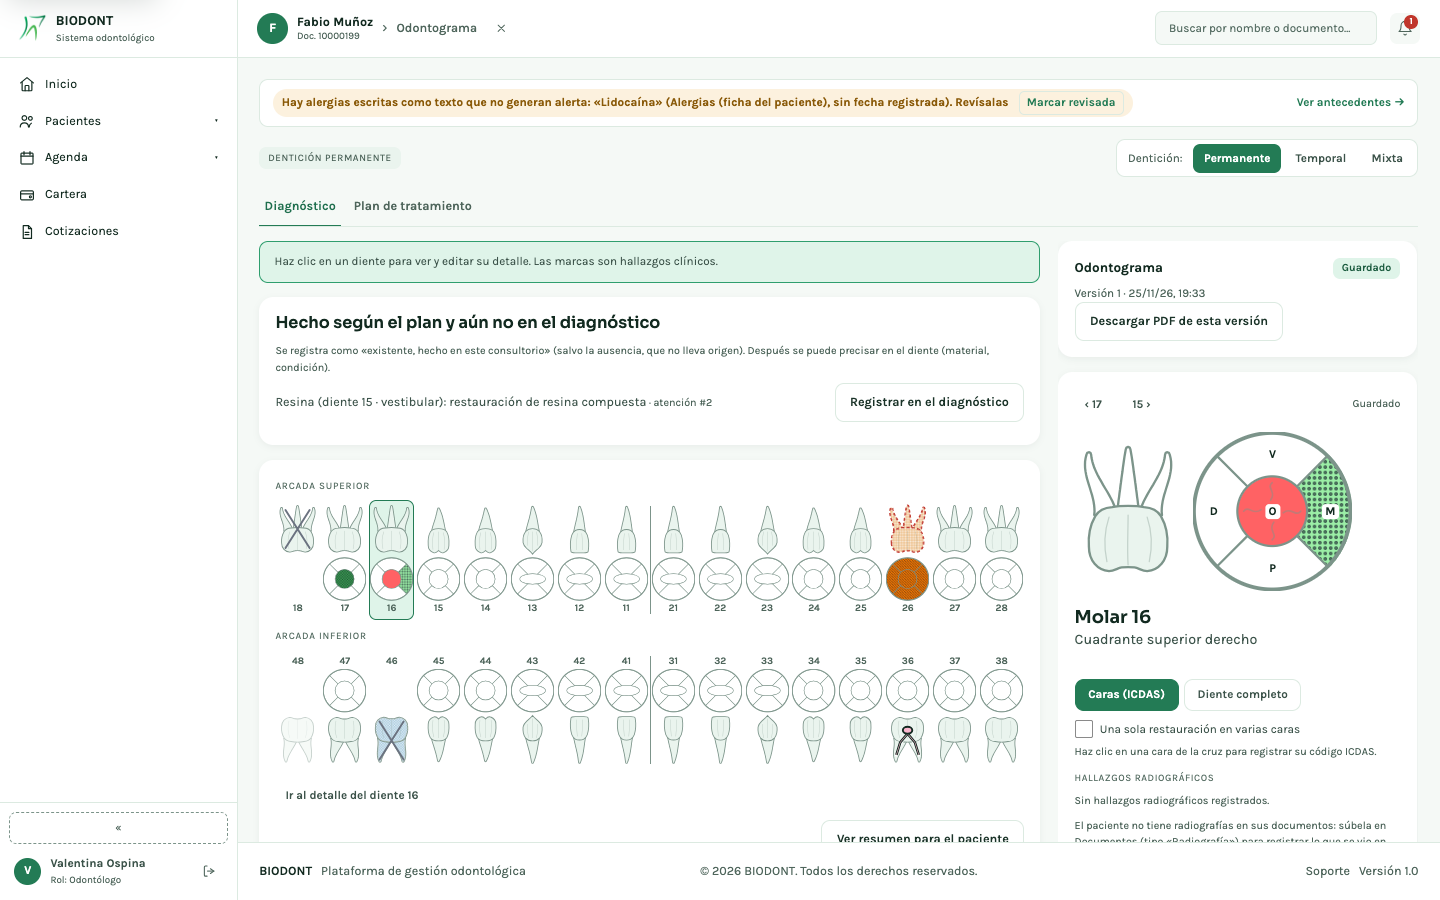 BIODONT
Sistema odontológico
Inicio
Pacientes
Agenda
Cartera
Cotizaciones
«
V
Valentina Ospina
Rol: Odontólogo
F
Fabio Muñoz
Doc. 10000199
› Odontograma ×
Buscar por nombre o documento...
1
Hay alergias escritas como texto que no generan alerta: «Lidocaína» (Alergias (ficha del paciente), sin fecha registrada). Revísalas
Marcar revisada
Ver antecedentes →
DENTICIÓN PERMANENTE
Dentición: Permanente Temporal Mixta
Diagnóstico Plan de tratamiento
Haz clic en un diente para ver y editar su detalle. Las marcas son hallazgos clínicos.
Hecho según el plan y aún no en el diagnóstico
Se registra como «existente, hecho en este consultorio» (salvo la ausencia, que no lleva origen). Después se puede precisar en el diente (material,
condición).
Resina (diente 15 · vestibular): restauración de resina compuesta · atención #2
Registrar en el diagnóstico
ARCADA SUPERIOR
18 17 16 15 14 13 12 11 21 22 23 24 25 26 27 28
ARCADA INFERIOR
48 47 46 45 44 43 42 41 31 32 33 34 35 36 37 38
Ir al detalle del diente 16
Ver resumen para el paciente
Odontograma
Guardado
Versión 1 · 25/11/26, 19:33
Descargar PDF de esta versión
‹ 17 15 ›
Guardado
V
D O M
P
Molar 16
Cuadrante superior derecho
Caras (ICDAS) Diente completo
Una sola restauración en varias caras
Haz clic en una cara de la cruz para registrar su código ICDAS.
HALLAZGOS RADIOGRÁFICOS
Sin hallazgos radiográficos registrados.
El paciente no tiene radiografías en sus documentos: súbela en
Documentos (tipo «Radiografía») para registrar lo que se vio en
BIODONT Plataforma de gestión odontológica
© 2026 BIODONT. Todos los derechos reservados.
Soporte Versión 1.0